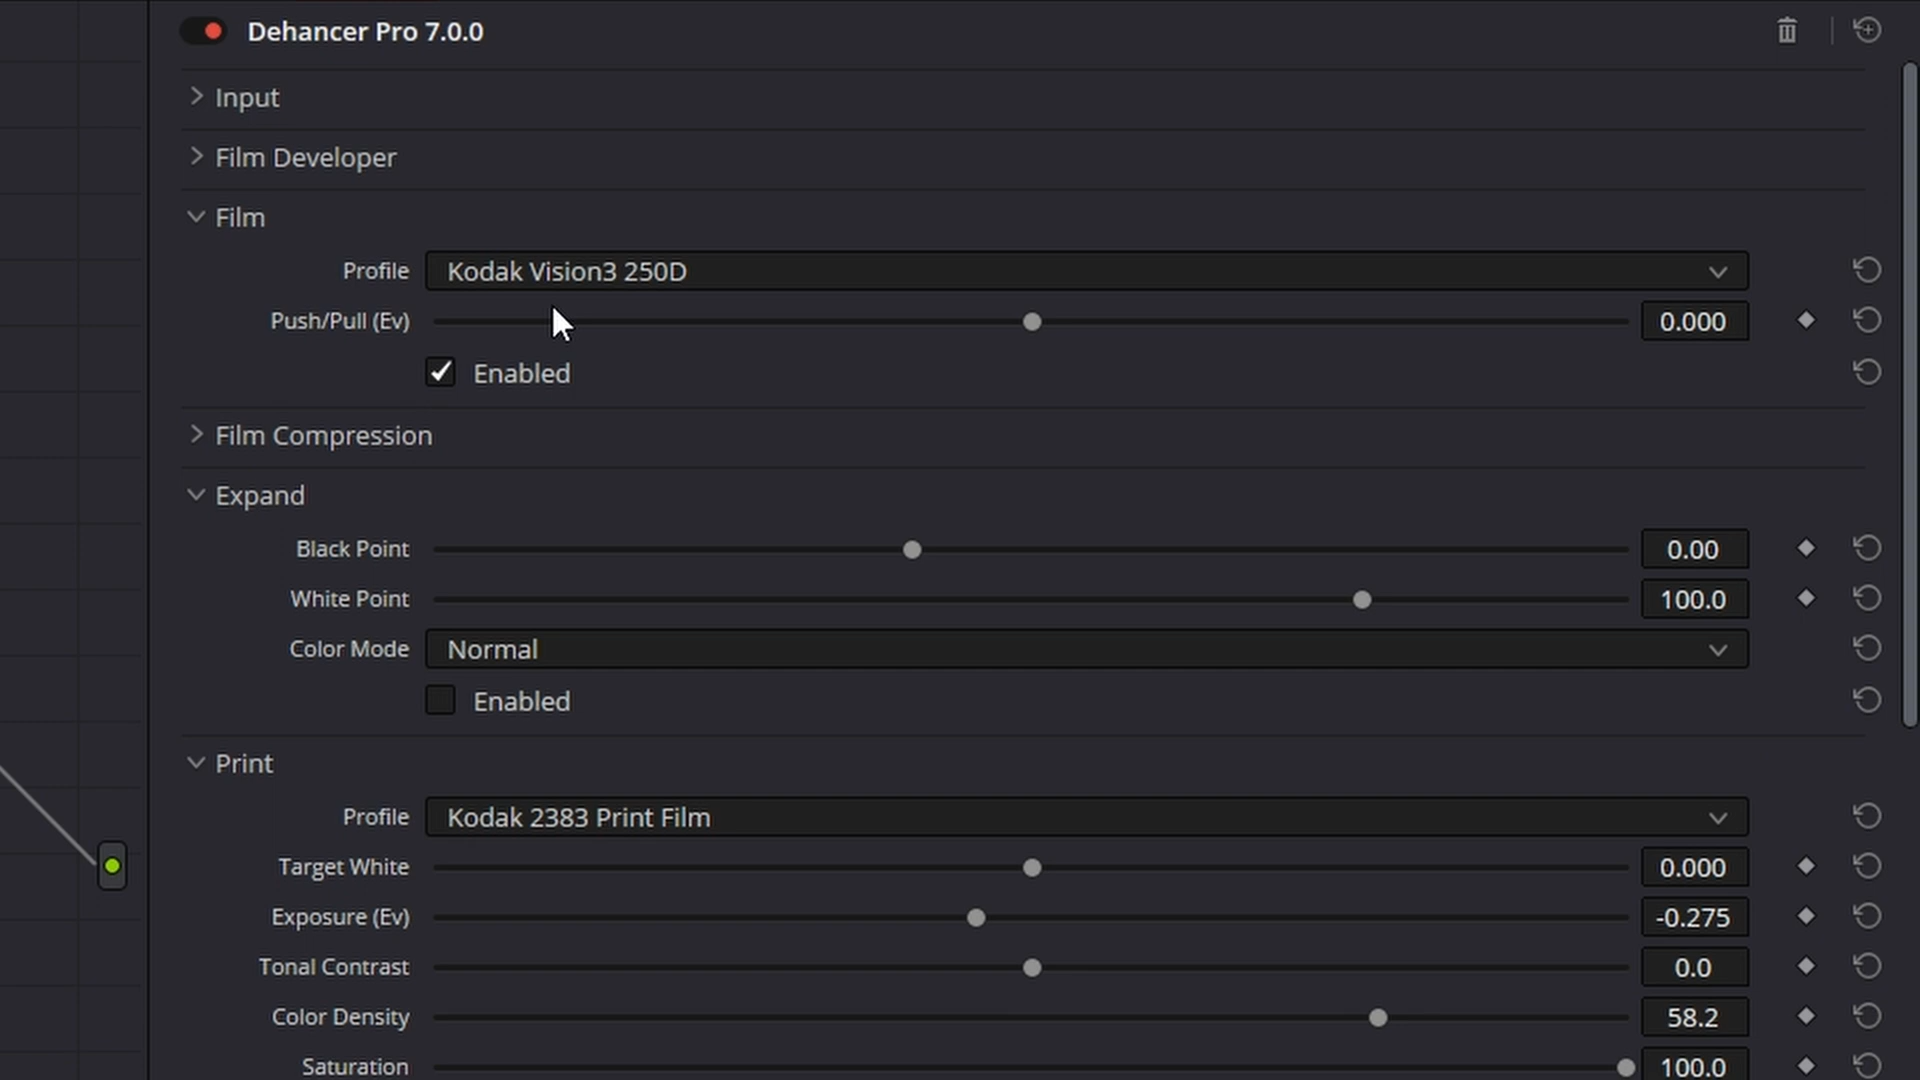 Dehancer Pro 7.0.0
Input
Film Developer
Film
Profile Kodak Vision3 250D
Push/Pull (Ev) 0.000
Enabled
Film Compression
Expand
Black Point 0.00
White Point 100.0
Color Mode Normal
Enabled
Print
Profile Kodak 2383 Print Film
Target White 0.000
Exposure (Ev) -0.275
Tonal Contrast 0.0
Color Density 58.2
Saturation 100.0